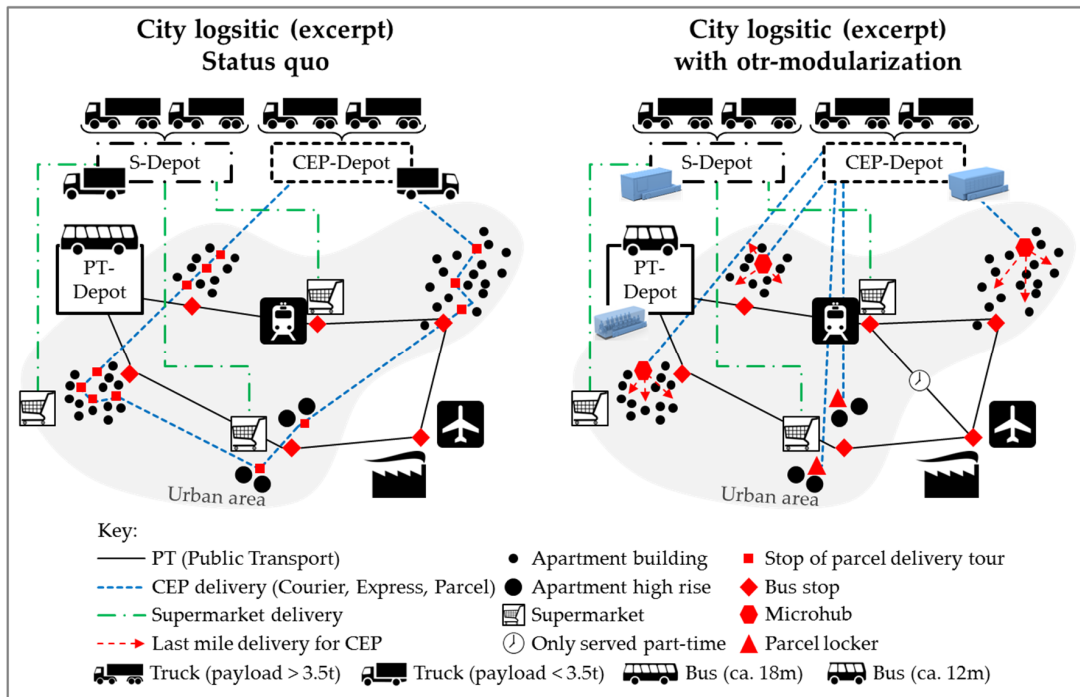 City logsitic (excerpt)
Status quo
City logsitic (excerpt)
with otr-modularization
S-Depot
CEP-Depot
S-Depot
CEP-Depot
PT-
Depot
PT-
Depot
Urban area
Urban area
Key:
PT (Public Transport)
Apartment building
Stop of parcel delivery tour
CEP delivery (Courier, Express, Parcel)
Apartment high rise
Bus stop
Supermarket delivery
Supermarket
Microhub
Last mile delivery for CEP
Only served part-time
Parcel locker
Truck (payload > 3.5t)
Truck (payload < 3.5t)
Bus (ca. 18m)
Bus (ca. 12m)